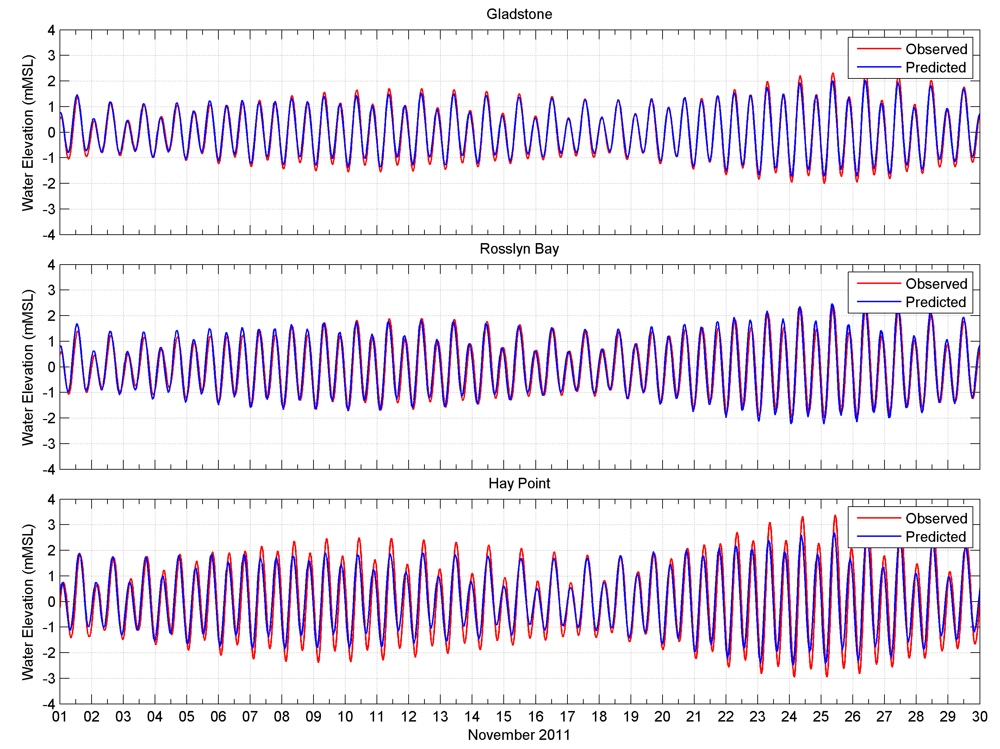 Gladstone
4
3
2
1
0
-1
-2
-3
-4
Water Elevation (mMSL)
Observed
Predicted
Rosslyn Bay
4
3
2
1
0
-1
-2
-3
-4
Water Elevation (mMSL)
Observed
Predicted
Hay Point
4
3
2
1
0
-1
-2
-3
-4
Water Elevation (mMSL)
Observed
Predicted
01 02 03 04 05 06 07 08 09 10 11 12 13 14 15 16 17 18 19 20 21 22 23 24 25 26 27 28 29 30
November 2011